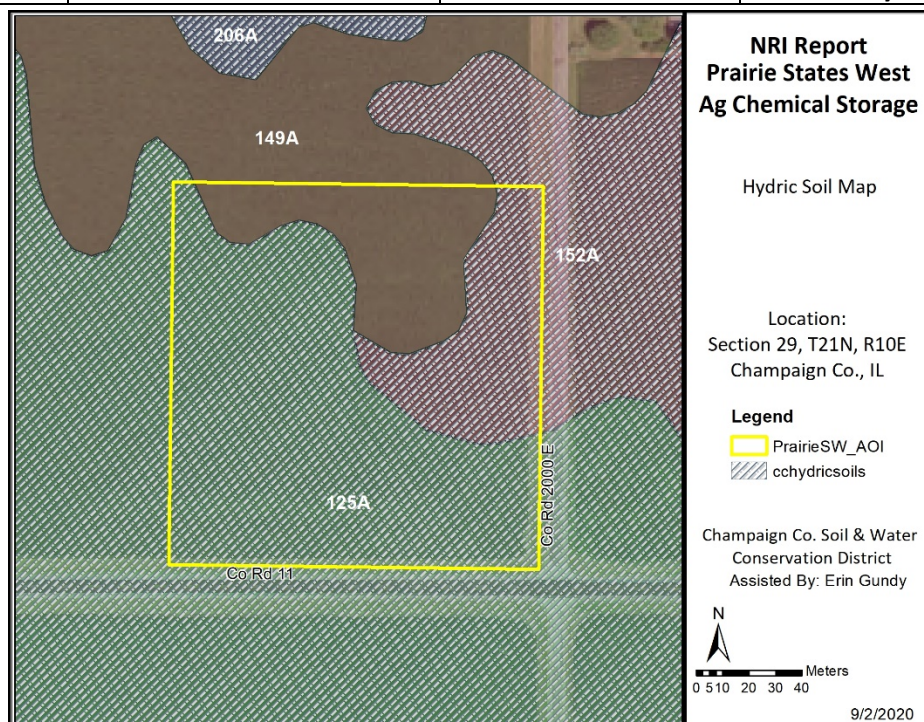 206A
149A
152A
125A
Co Rd 2000 E
Co Rd 11
NRI Report
Prairie States West
Ag Chemical Storage
Hydric Soil Map
Location:
Section 29, T21N, R10E
Champaign Co., IL
Legend
PrairieSW_AOI
cchydricsoils
Champaign Co. Soil & Water
Conservation District
Assisted By: Erin Gundy
N
Meters
0 510 20 30 40
9/2/2020